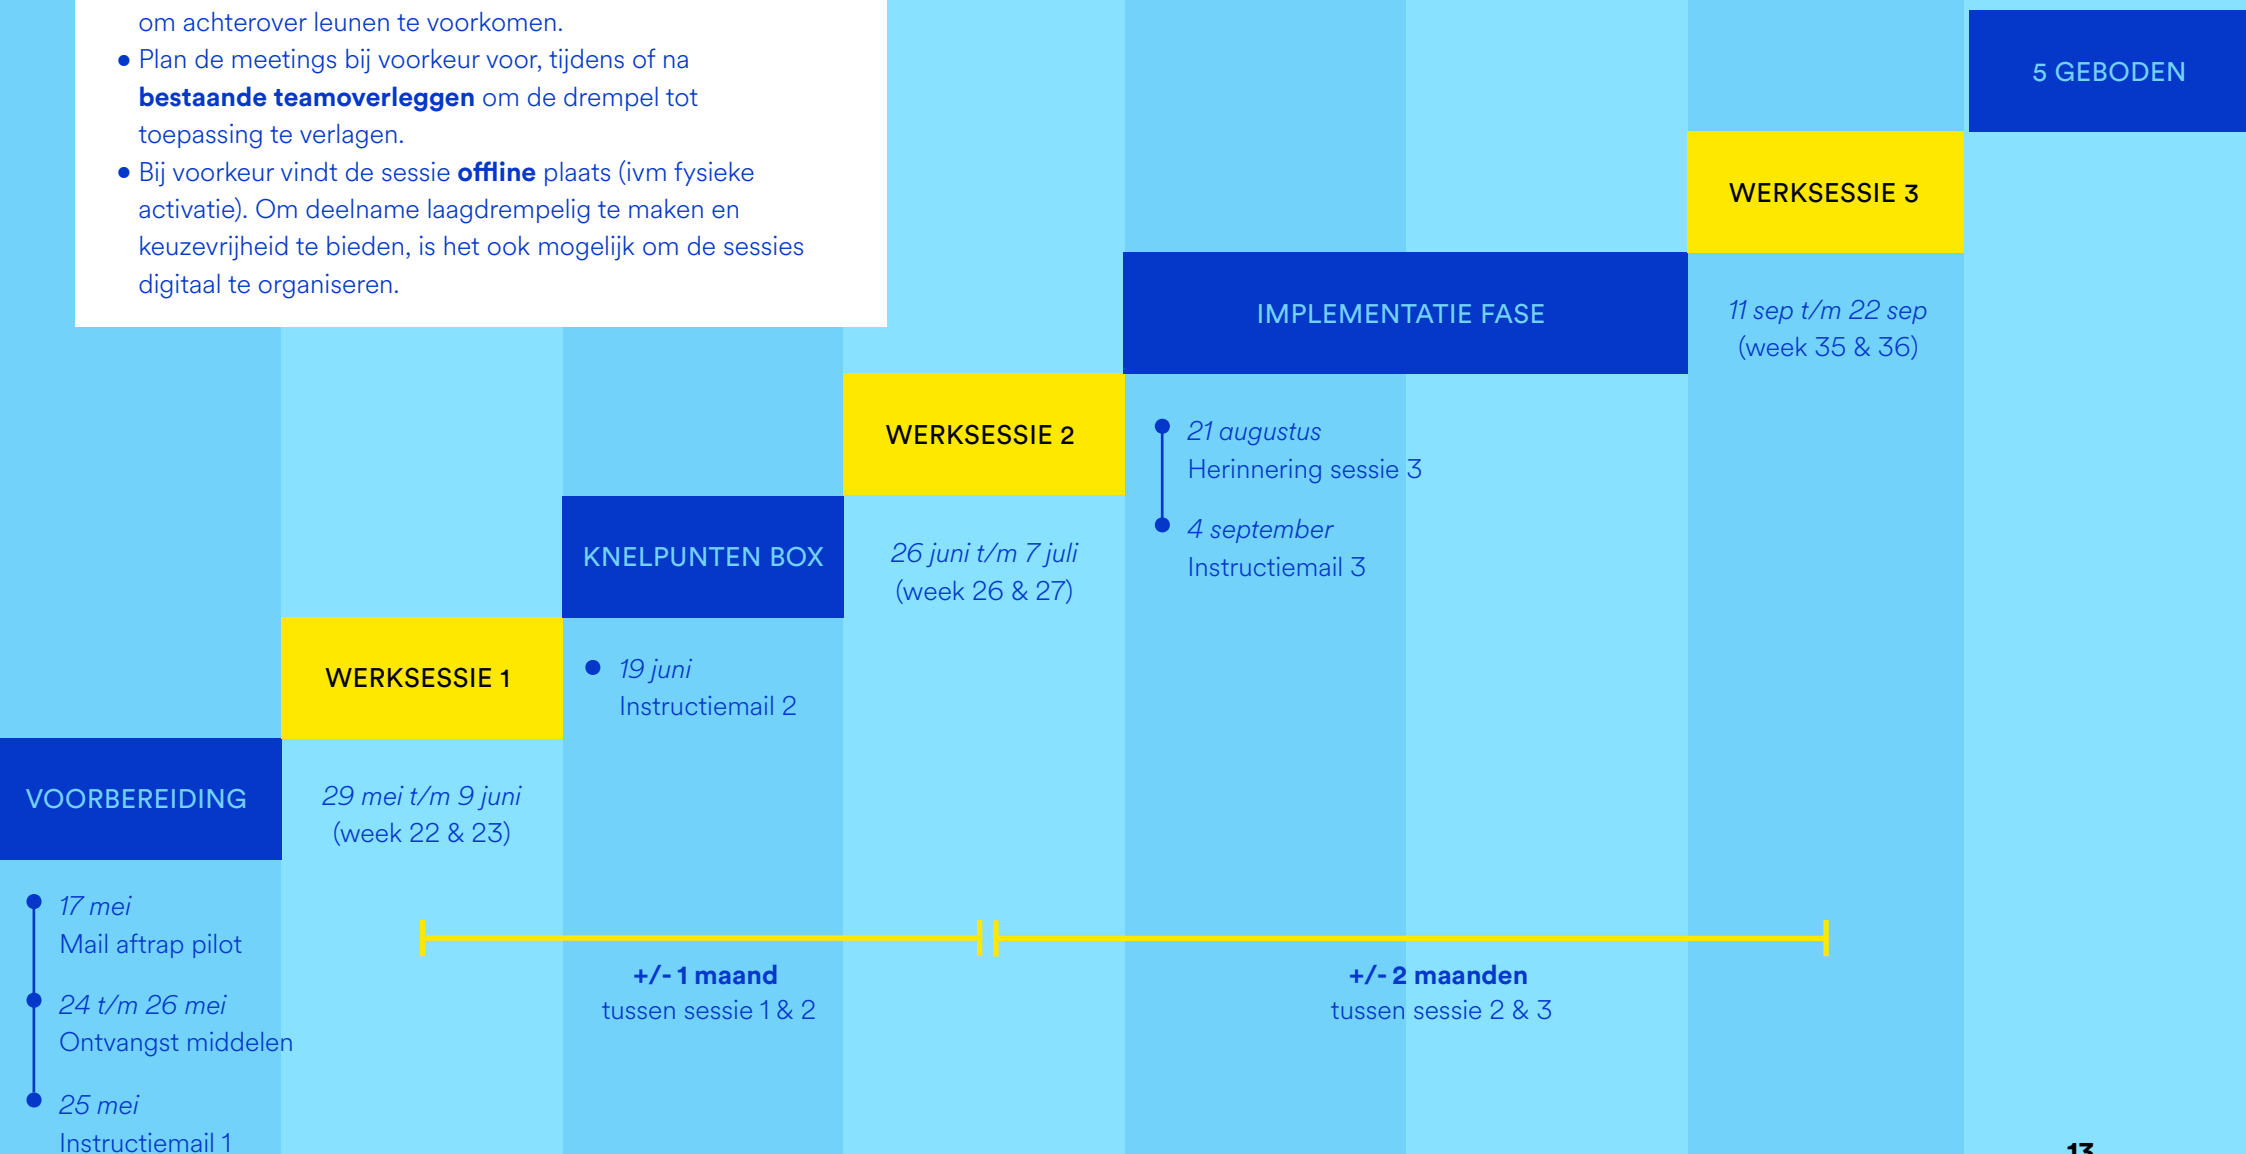 om achterover leunen te voorkomen.
• Plan de meetings bij voorkeur voor, tijdens of na
bestaande teamoverleggen om de drempel tot
toepassing te verlagen.
• Bij voorkeur vindt de sessie offline plaats (ivm fysieke
activatie). Om deelname laagdrempelig te maken en
keuzevrijheid te bieden, is het ook mogelijk om de sessies
digitaal te organiseren.
VOORBEREIDING
17 mei
Mail aftrap pilot
24 t/m 26 mei
Ontvangst middelen
25 mei
Instructiemail 1
WERKSESSIE 1
29 mei t/m 9 juni
(week 22 & 23)
KNELPUNTEN BOX
19 juni
Instructiemail 2
WERKSESSIE 2
26 juni t/m 7 juli
(week 26 & 27)
IMPLEMENTATIE FASE
21 augustus
Herinnering sessie 3
4 september
Instructiemail 3
WERKSESSIE 3
11 sep t/m 22 sep
(week 35 & 36)
5 GEBODEN
+/- 1 maand
tussen sessie 1 & 2
+/- 2 maanden
tussen sessie 2 & 3
13